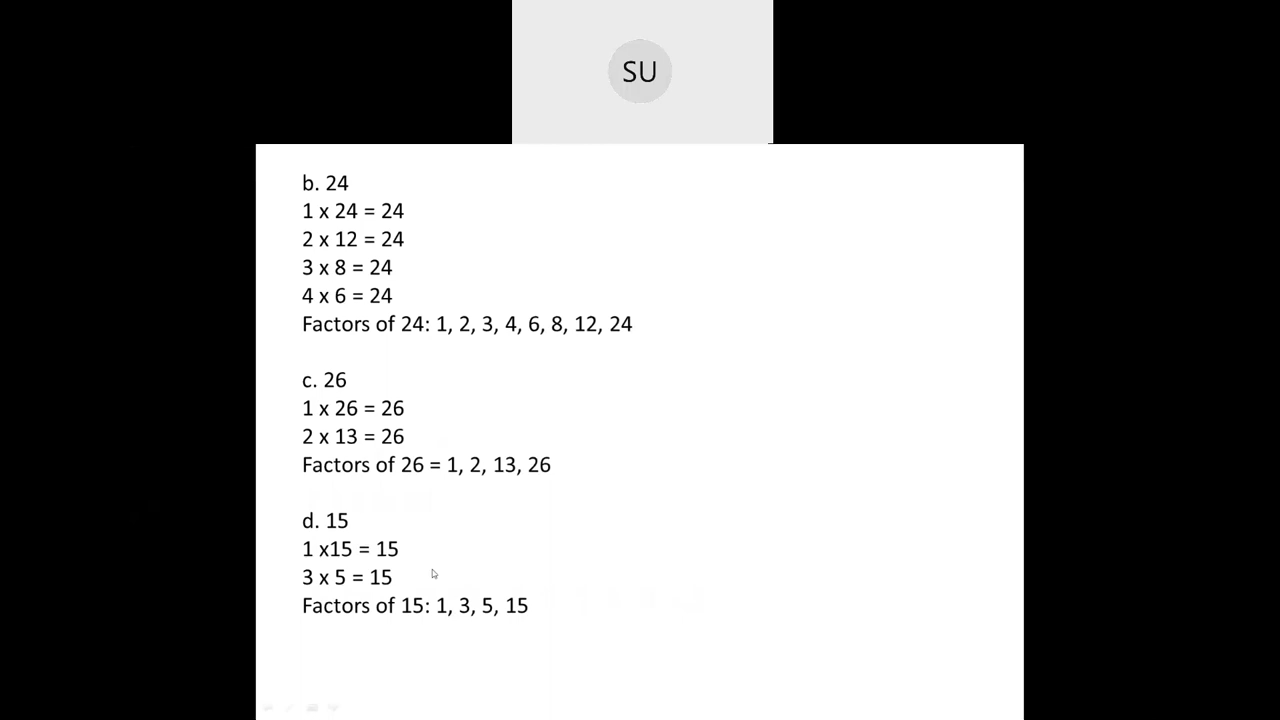 SU
b. 24
1 x 24 = 24
2 x 12 = 24
3 x 8 = 24
4 x 6 = 24
Factors of 24: 1, 2, 3, 4, 6, 8, 12, 24
c. 26
1 x 26 = 26
2 x 13 = 26
Factors of 26 = 1, 2, 13, 26
d. 15
1 x15 = 15
3 x 5 = 15
Factors of 15: 1, 3, 5, 15